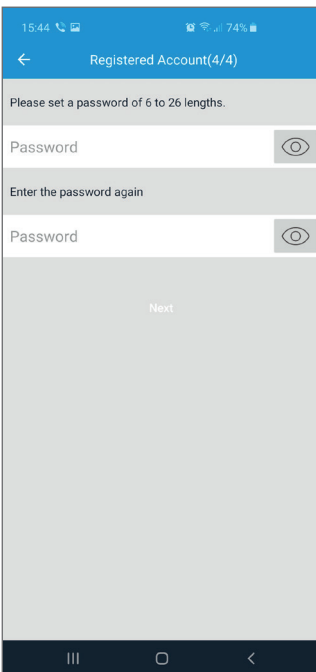 15:44 74%
Registered Account(4/4)
Please set a password of 6 to 26 lengths.
Password
Enter the password again
Password
Next